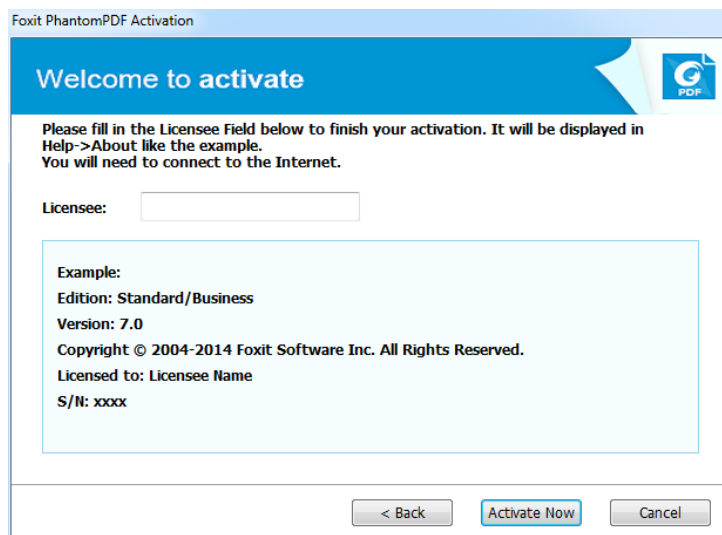 Foxit PhantomPDF Activation
Welcome to activate
PDF
Please fill in the Licensee Field below to finish your activation. It will be displayed in
Help->About like the example.
You will need to connect to the Internet.
Licensee:
Example:
Edition: Standard/Business
Version: 7.0
Copyright © 2004-2014 Foxit Software Inc. All Rights Reserved.
Licensed to: Licensee Name
S/N: xxxx
< Back
Activate Now
Cancel